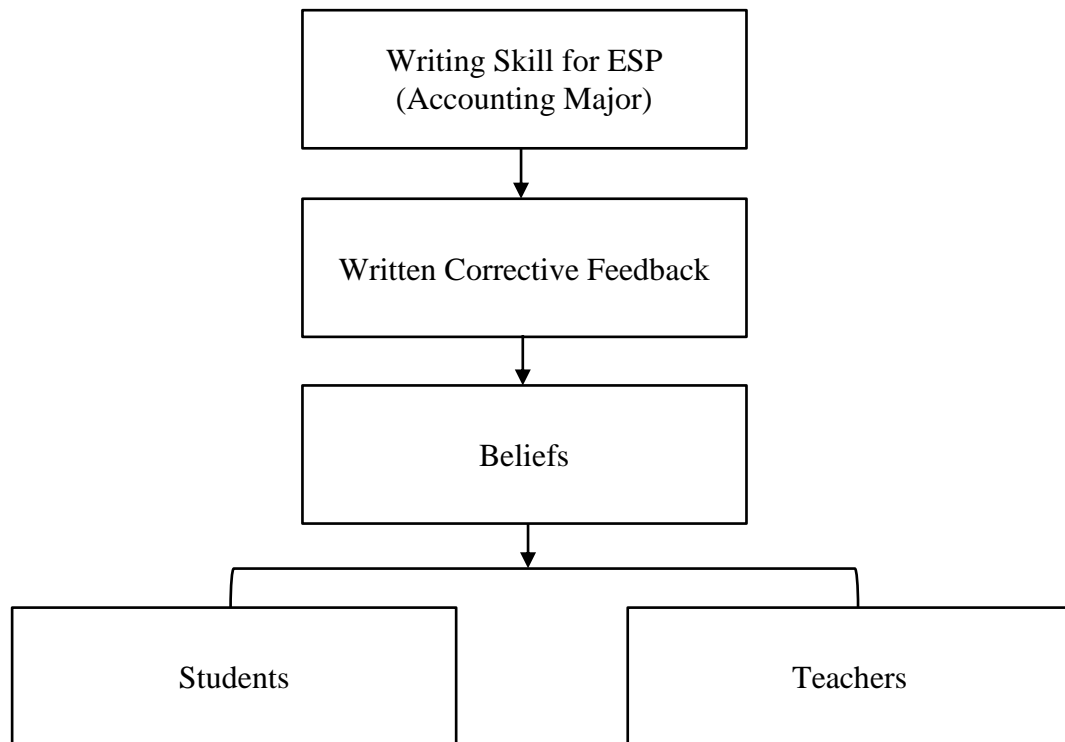 Writing Skill for ESP
(Accounting Major)
Written Corrective Feedback
Beliefs
Students
Teachers